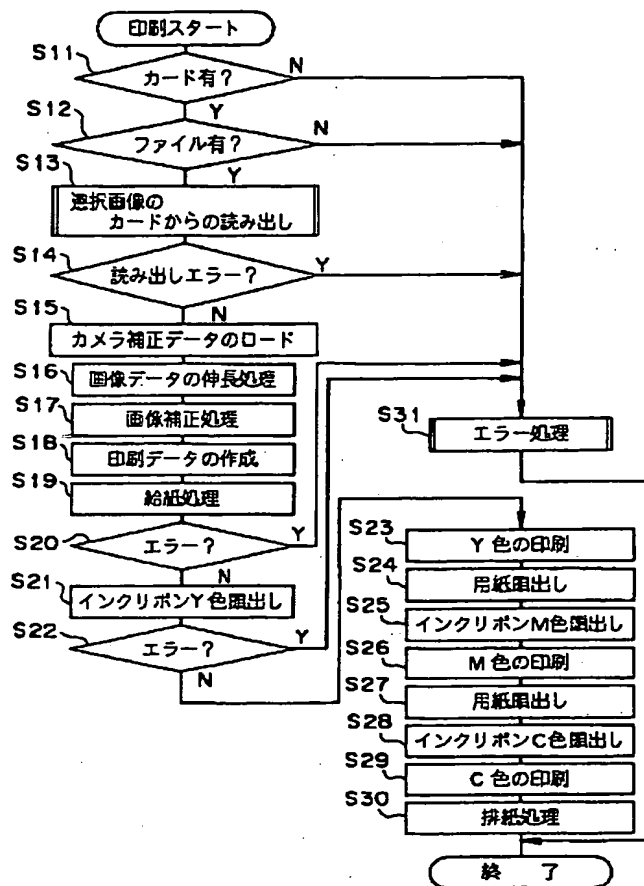 印刷スタート
S11
カード有?
N
Y
S12
ファイル有?
N
Y
S13
選択画像の
カードからの読み出し
S14
読み出しエラー?
Y
N
S15
カメラ補正データのロード
S16
画像データの伸長処理
S17
画像補正処理
S18
印刷データの作成
S19
給紙処理
S20
エラー?
Y
N
S21
インクリボンY色頭出し
S22
エラー?
Y
N
S31
エラー処理
S23
Y色の印刷
S24
用紙頭出し
S25
インクリボンM色頭出し
S26
M色の印刷
S27
用紙頭出し
S28
インクリボンC色頭出し
S29
C色の印刷
S30
排紙処理
終 了